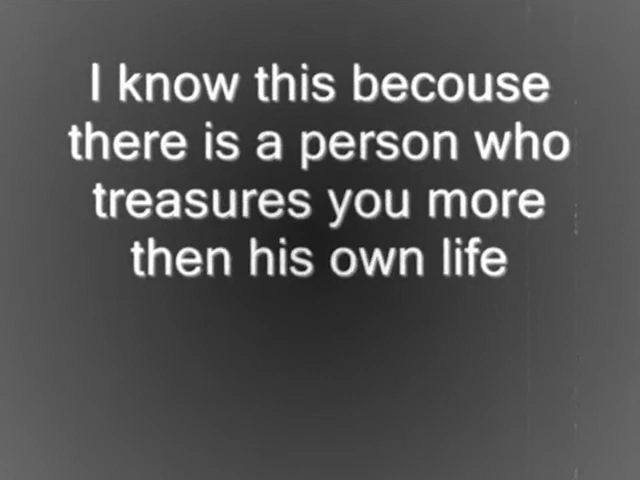 I know this becouse
there is a person who
treasures you more
then his own life